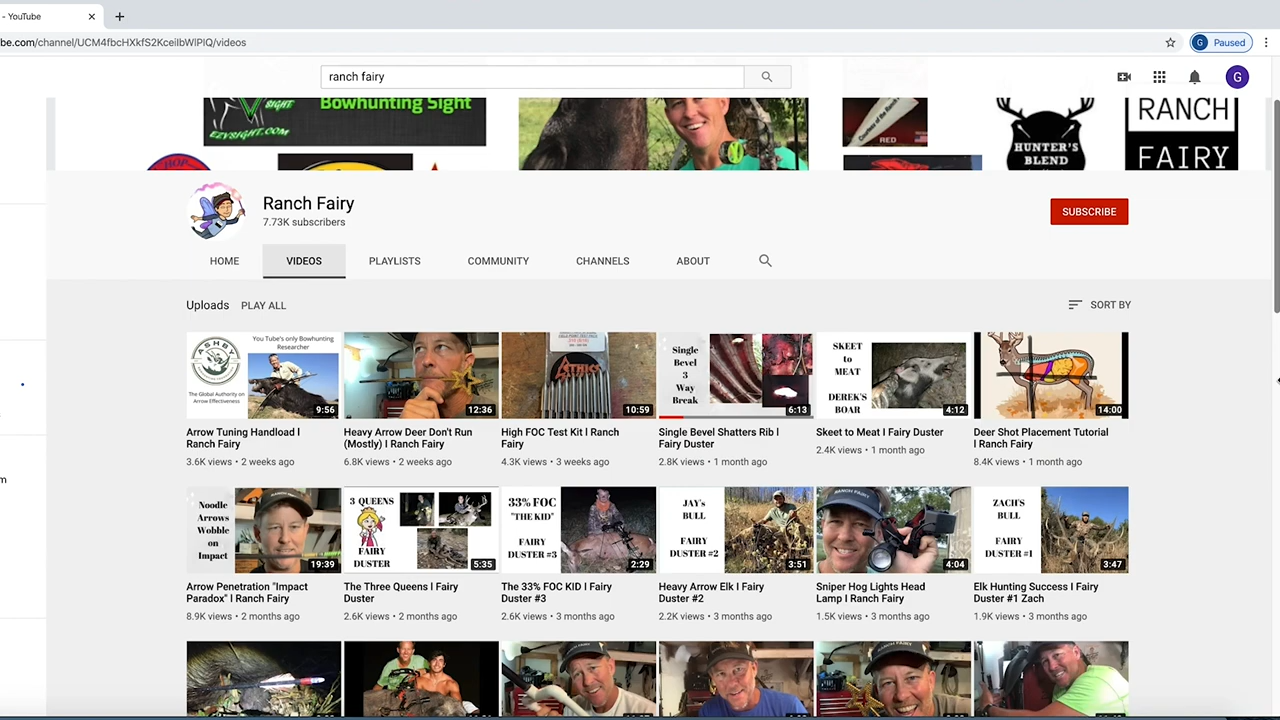 - YouTube
be.com/channel/UCM4fbcHXkfS2KceiIbWlPIQ/videos
Paused
G
ranch fairy
G
SIGHT
EZVSIGHT.COM
Bowhunting Sight
RED
HUNTER'S
BLEND
RANCH
FAIRY
Ranch Fairy
7.73K subscribers
SUBSCRIBE
HOME VIDEOS PLAYLISTS COMMUNITY CHANNELS ABOUT
Uploads PLAY ALL SORT BY
ASHBY
You Tube's only Bowhunting
Researcher
The Global Authority on
Arrow Effectiveness
9:56
12:36
ETHICS
10:59
Single
Bevel
3
Way
Break
6:13
SKEET
to
MEAT
DEREK'S
BOAR
4:12
14:00
Arrow Tuning Handload l
Ranch Fairy
3.6K views • 2 weeks ago
Heavy Arrow Deer Don't Run
(Mostly) l Ranch Fairy
6.8K views • 2 weeks ago
High FOC Test Kit l Ranch
Fairy
4.3K views • 3 weeks ago
Single Bevel Shatters Rib l
Fairy Duster
2.8K views • 1 month ago
Skeet to Meat l Fairy Duster
2.4K views • 1 month ago
Deer Shot Placement Tutorial
l Ranch Fairy
8.4K views • 1 month ago
Noodle
Arrows
Wobble
on
Impact
19:39
3 QUEENS
FAIRY
DUSTER
5:35
33% FOC
"THE KID"
FAIRY
DUSTER #3
2:29
JAY's
BULL
FAIRY
DUSTER #2
3:51
RANCH FAIRY
4:04
ZACH's
BULL
FAIRY
DUSTER #1
3:47
Arrow Penetration "Impact
Paradox" l Ranch Fairy
8.9K views • 2 months ago
The Three Queens l Fairy
Duster
2.6K views • 2 months ago
The 33% FOC KID l Fairy
Duster #3
2.6K views • 3 months ago
Heavy Arrow Elk l Fairy
Duster #2
2.2K views • 3 months ago
Sniper Hog Lights Head
Lamp l Ranch Fairy
1.5K views • 3 months ago
Elk Hunting Success l Fairy
Duster #1 Zach
1.9K views • 3 months ago
m